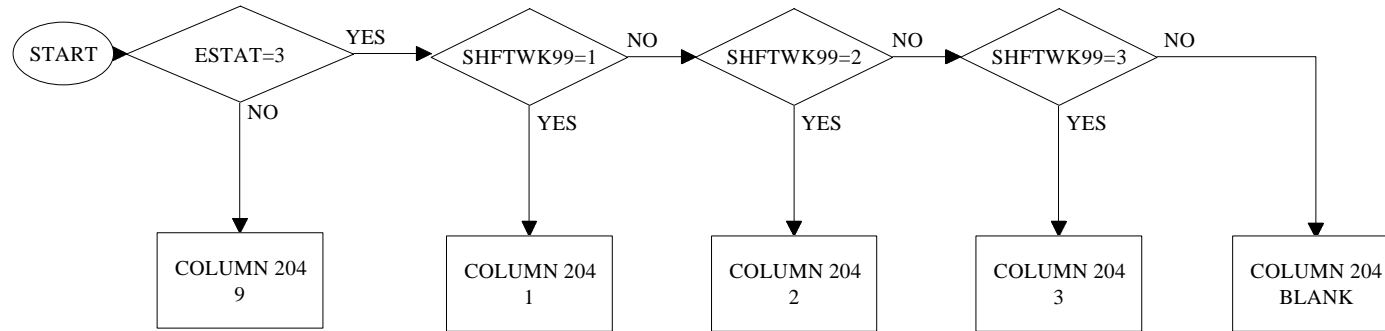 START
ESTAT=3
YES
NO
SHFTWK99=1
NO
YES
SHFTWK99=2
NO
YES
SHFTWK99=3
NO
YES
COLUMN 204
9
COLUMN 204
1
COLUMN 204
2
COLUMN 204
3
COLUMN 204
BLANK